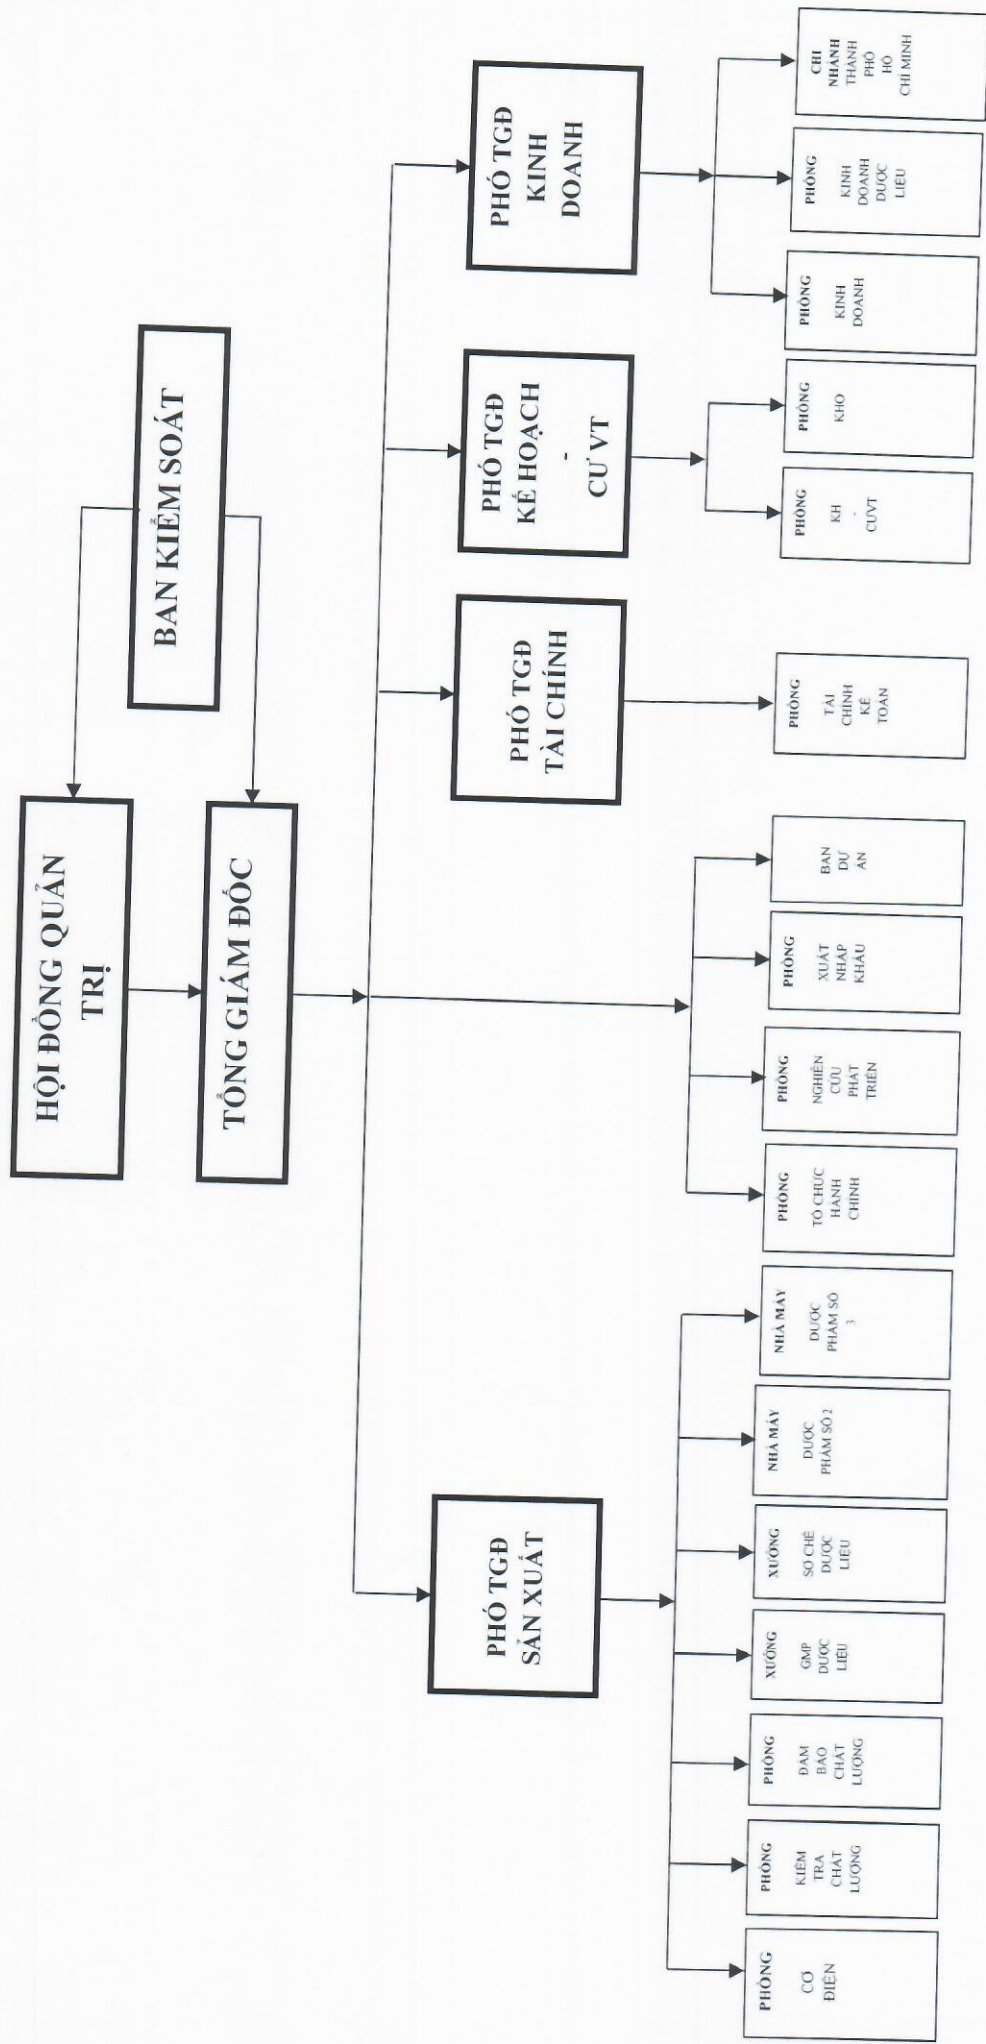 HỘI ĐỒNG QUẢN
TRỊ
BAN KIỂM SOÁT
TỔNG GIÁM ĐỐC
PHÓ TGĐ
SẢN XUẤT
PHÓ TGĐ
TÀI CHÍNH
PHÓ TGĐ
KẾ HOẠCH
-
CƯ VT
PHÓ TGĐ
KINH
DOANH
PHÒNG
CƠ
ĐIỆN
PHÒNG
KIỂM
TRA
CHẤT
LƯỢNG
PHÒNG
ĐẢM
BẢO
CHẤT
LƯỢNG
XƯỞNG
GMP
DƯỢC
LIỆU
XƯỞNG
SƠ CHẾ
DƯỢC
LIỆU
NHÀ MÁY
DƯỢC
PHẨM SỐ 2
NHÀ MÁY
DƯỢC
PHẨM SỐ
3
PHÒNG
TỔ CHỨC
HÀNH
CHÍNH
PHÒNG
NGHIÊN
CỨU
PHÁT
TRIỂN
PHÒNG
XUẤT
NHẬP
KHẨU
BAN
DỰ
ÁN
PHÒNG
TÀI
CHÍNH
KẾ
TOÁN
PHÒNG
KH
-
CƯVT
PHÒNG
KHO
PHÒNG
KINH
DOANH
PHÒNG
KINH
DOANH
DƯỢC
LIỆU
CHI
NHÁNH
THÀNH
PHỐ
HỒ
CHÍ MINH